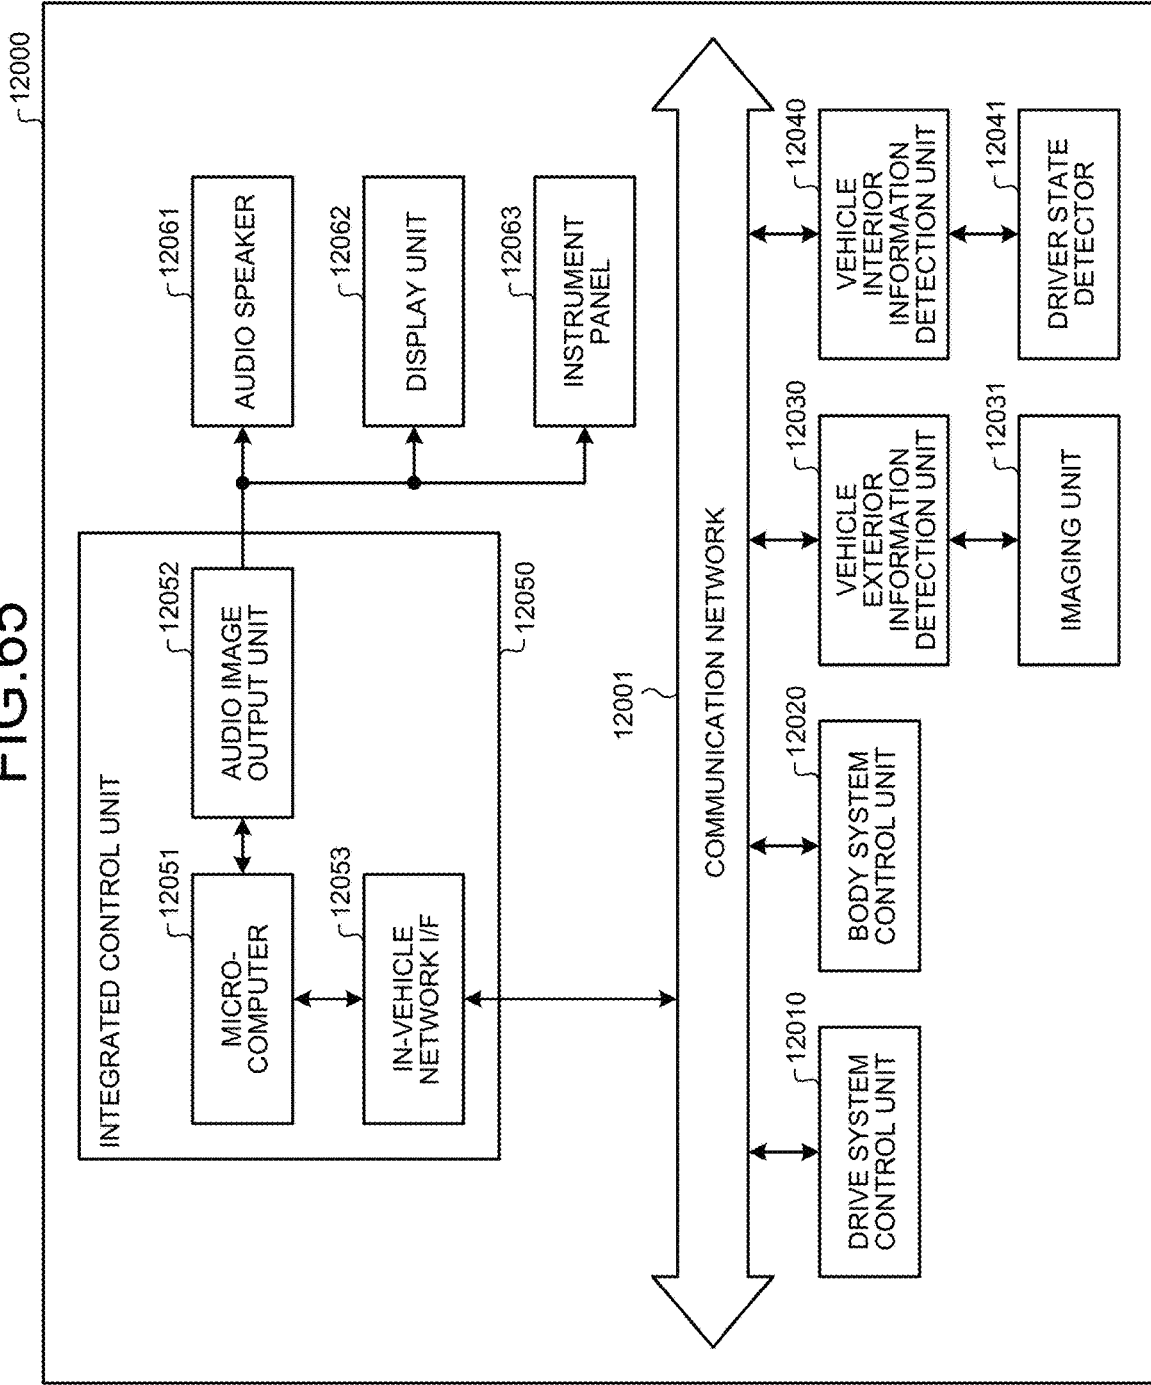 FIG.65
12000
INTEGRATED CONTROL UNIT
12051
MICRO-
COMPUTER
12052
AUDIO IMAGE
OUTPUT UNIT
12053
IN-VEHICLE
NETWORK I/F
12050
12061
AUDIO SPEAKER
12062
DISPLAY UNIT
12063
INSTRUMENT
PANEL
12001
COMMUNICATION NETWORK
12010
DRIVE SYSTEM
CONTROL UNIT
12020
BODY SYSTEM
CONTROL UNIT
12030
VEHICLE
EXTERIOR
INFORMATION
DETECTION UNIT
12040
VEHICLE
INTERIOR
INFORMATION
DETECTION UNIT
12031
IMAGING UNIT
12041
DRIVER STATE
DETECTOR